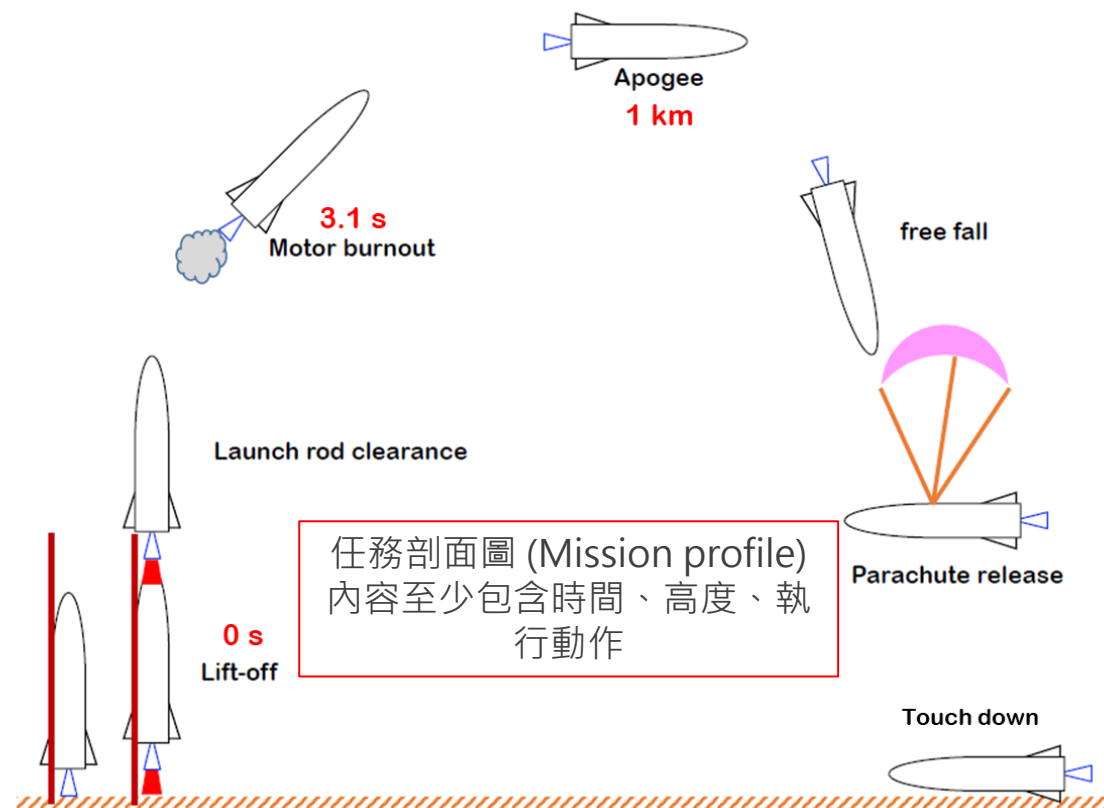 Apogee
1 km
3.1 s
Motor burnout
free fall
Launch rod clearance
任務剖面圖 (Mission profile)
內容至少包含時間、高度、執
行動作
Parachute release
0 s
Lift-off
Touch down